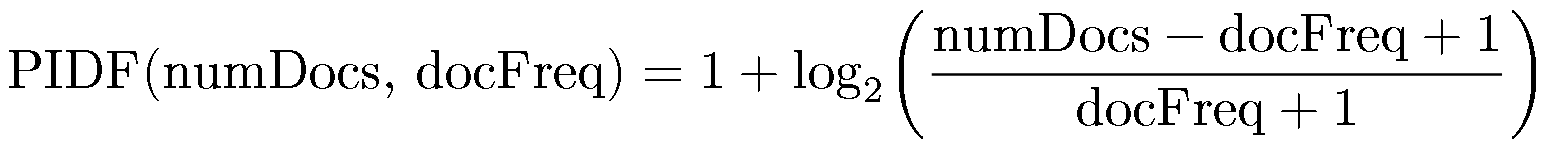 PIDF(numDocs, docFreq) = 1 + log₂((numDocs − docFreq + 1) / (docFreq + 1))